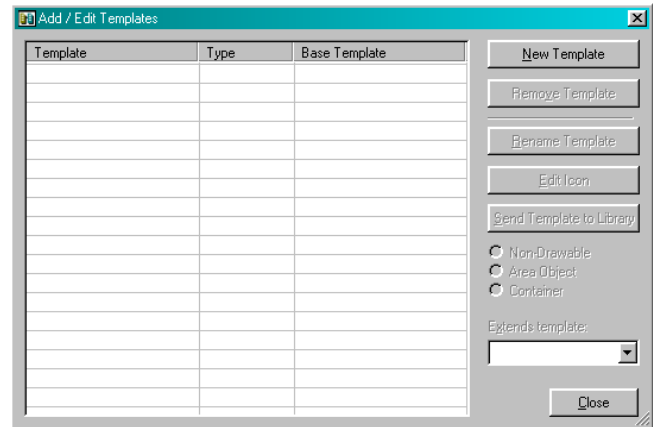 Add / Edit Templates
Template Type Base Template
New Template
Remove Template
Rename Template
Edit Icon
Send Template to Library
Non-Drawable
Area Object
Container
Extends template:
Close